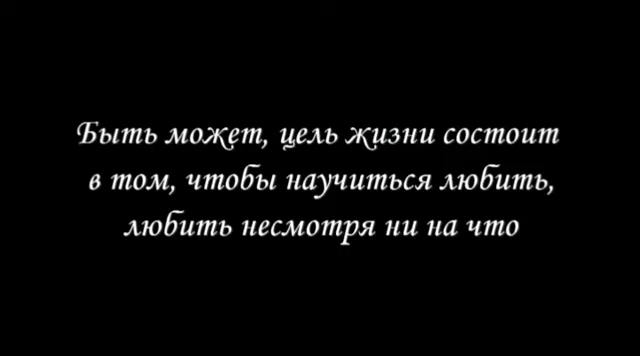 Быть может, цель жизни состоит
в том, чтобы научиться любить,
любить несмотря ни на что